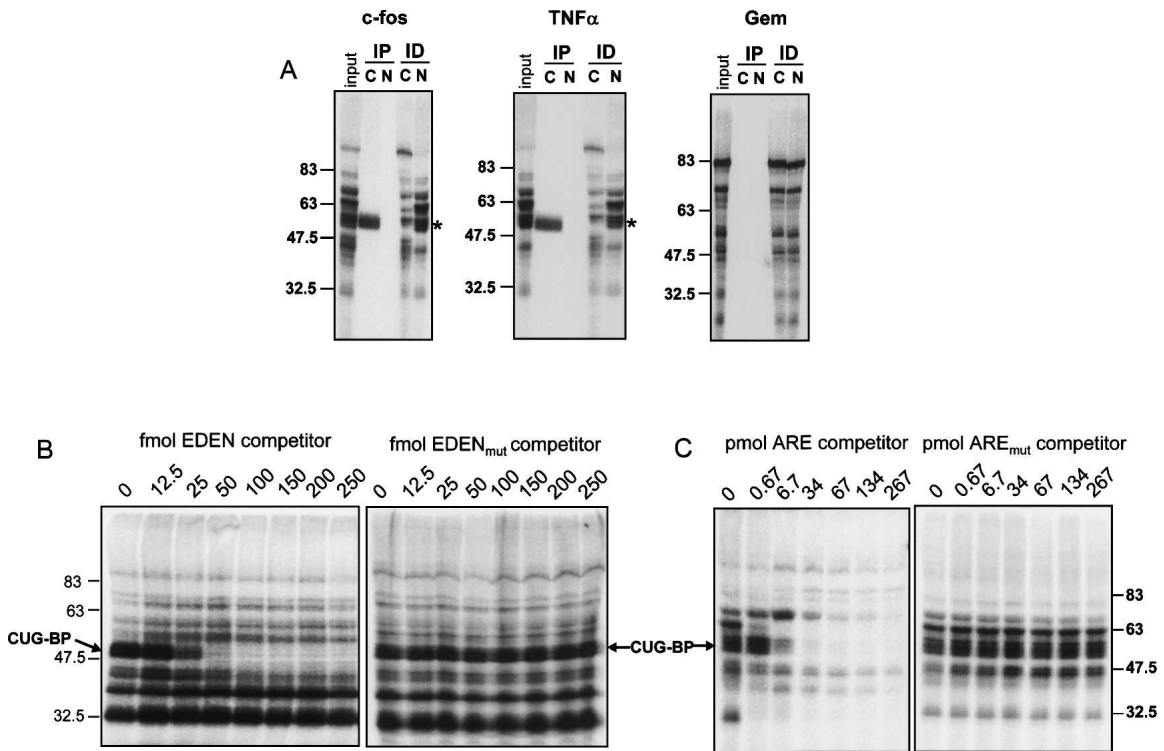 c-fos
TNFα
Gem
A
input
IP
ID
C N
C N
83
63
47.5
32.5
*
input
IP
ID
C N
C N
83
63
47.5
32.5
*
input
IP
ID
C N
C N
83
63
47.5
32.5
B
fmol EDEN competitor
0 12.5 25 50 100 150 200 250
fmol EDENmut competitor
0 12.5 25 50 100 150 200 250
83
63
CUG-BP
47.5
32.5
CUG-BP
C
pmol ARE competitor
0 0.67 6.7 34 67 134 267
pmol AREmut competitor
0 0.67 6.7 34 67 134 267
83
63
47.5
32.5